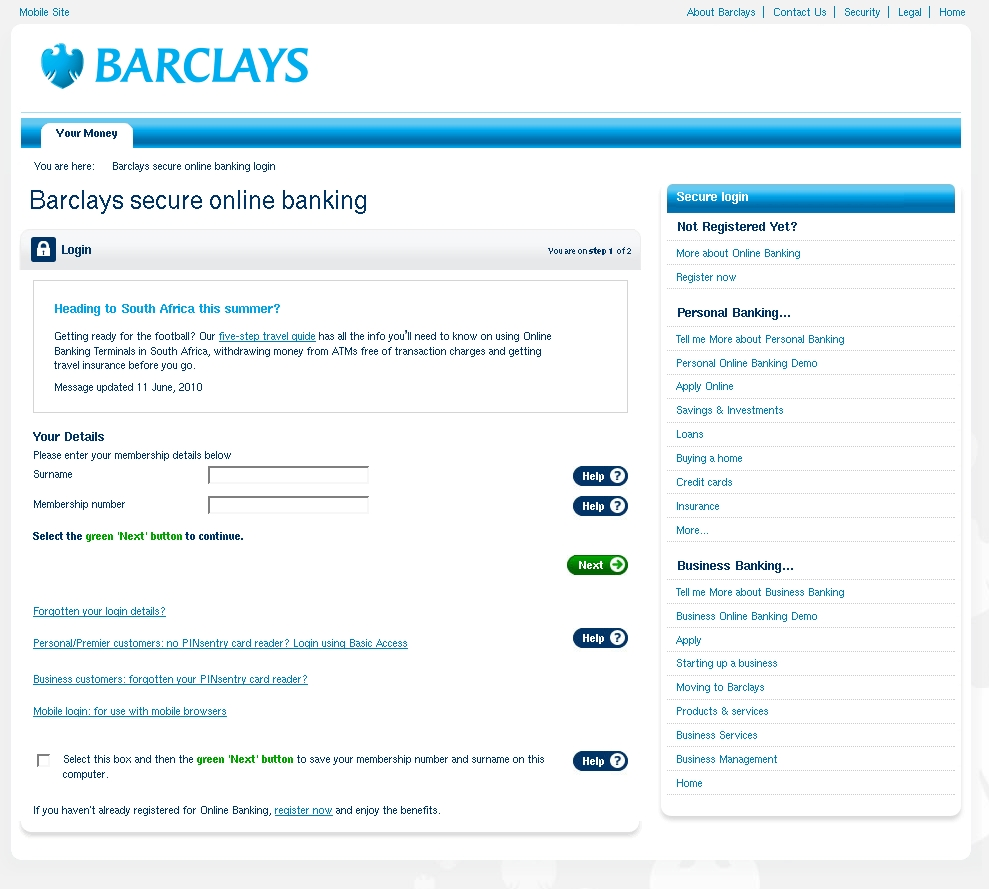 Mobile Site
About Barclays | Contact Us | Security | Legal | Home
BARCLAYS
Your Money
You are here: Barclays secure online banking login
Barclays secure online banking
Login
You are on step 1 of 2
Heading to South Africa this summer?
Getting ready for the football? Our five-step travel guide has all the info you'll need to know on using Online
Banking Terminals in South Africa, withdrawing money from ATMs free of transaction charges and getting
travel insurance before you go.
Message updated 11 June, 2010
Your Details
Please enter your membership details below
Surname
Help ?
Membership number
Help ?
Select the green 'Next' button to continue.
Next
Forgotten your login details?
Personal/Premier customers: no PINsentry card reader? Login using Basic Access
Help ?
Business customers: forgotten your PINsentry card reader?
Mobile login: for use with mobile browsers
Select this box and then the green 'Next' button to save your membership number and surname on this
computer.
Help ?
If you haven't already registered for Online Banking, register now and enjoy the benefits.
Secure login
Not Registered Yet?
More about Online Banking
Register now
Personal Banking...
Tell me More about Personal Banking
Personal Online Banking Demo
Apply Online
Savings & Investments
Loans
Buying a home
Credit cards
Insurance
More...
Business Banking...
Tell me More about Business Banking
Business Online Banking Demo
Apply
Starting up a business
Moving to Barclays
Products & services
Business Services
Business Management
Home